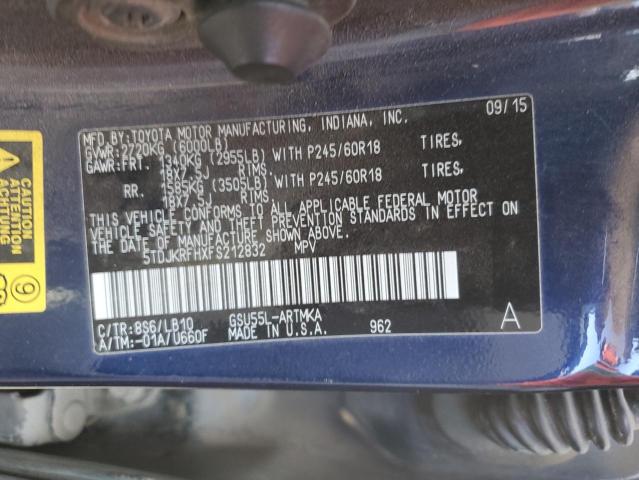 MFD. BY: TOYOTA MOTOR MANUFACTURING, INDIANA, INC. 09/15
GVWR: 2720KG (6000LB)
GAWR: FRT. 1340KG (2955LB) WITH P245/60R18 TIRES,
18X7.5J RIMS.
RR. 1585KG (3505LB) WITH P245/60R18 TIRES,
18X7.5J RIMS.
THIS VEHICLE CONFORMS TO ALL APPLICABLE FEDERAL MOTOR
VEHICLE SAFETY AND THEFT PREVENTION STANDARDS IN EFFECT ON
THE DATE OF MANUFACTURE SHOWN ABOVE.
5TDJKRFHXFS212832 MPV
C/TR: 8S6/LB10 GSU55L-ARTMKA A
A/TM: -01A/U660F MADE IN U.S.A. 962
CAUTION
ATTENTION
ACHTUNG
9